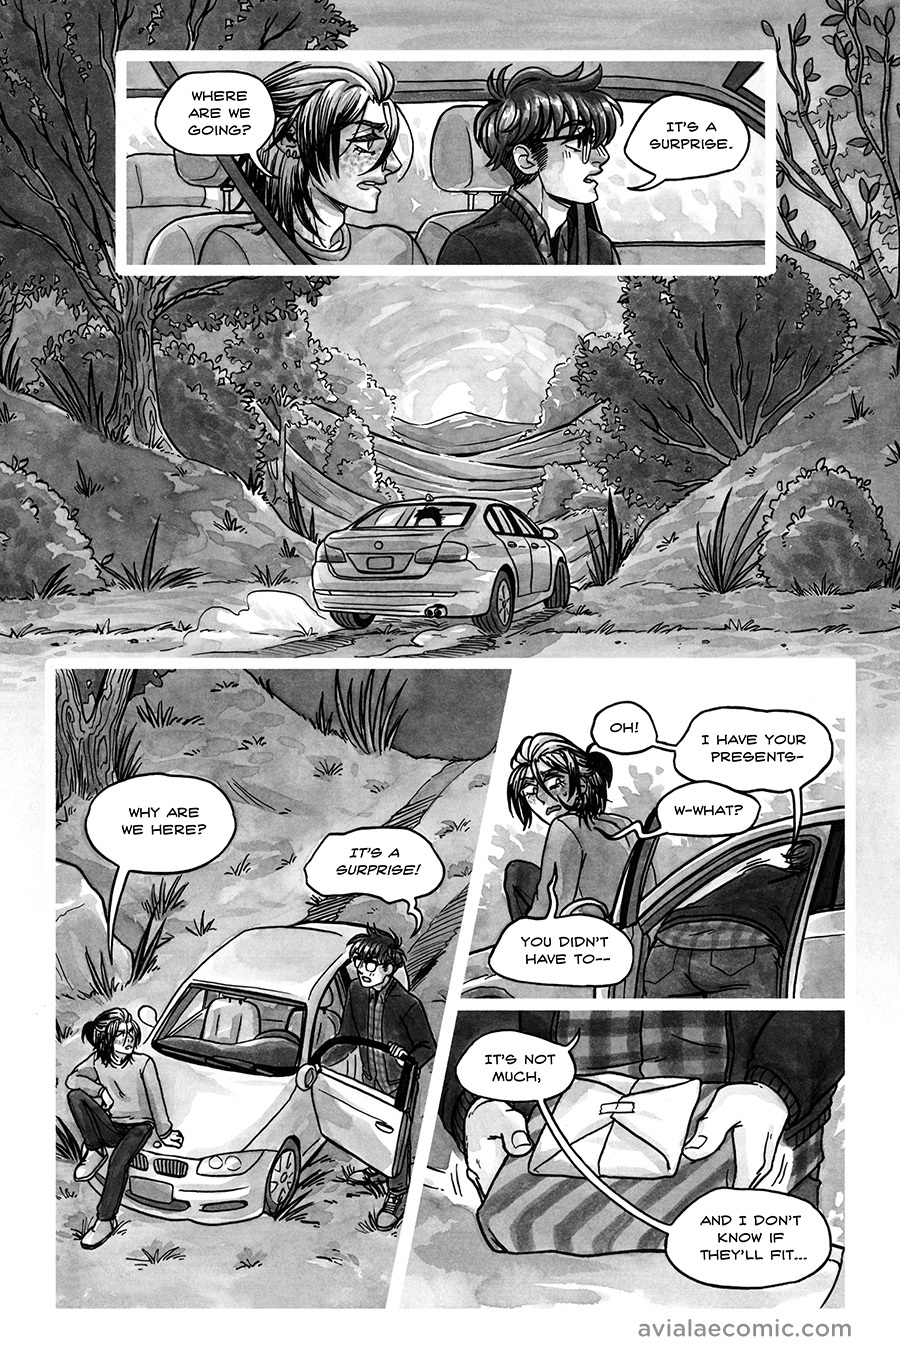 WHERE
ARE WE
GOING?
IT'S A
SURPRISE.
WHY ARE
WE HERE?
IT'S A
SURPRISE!
OH!
I HAVE YOUR
PRESENTS-
W-WHAT?
YOU DIDN'T
HAVE TO--
IT'S NOT
MUCH,
AND I DON'T
KNOW IF
THEY'LL FIT...
avialaecomic.com